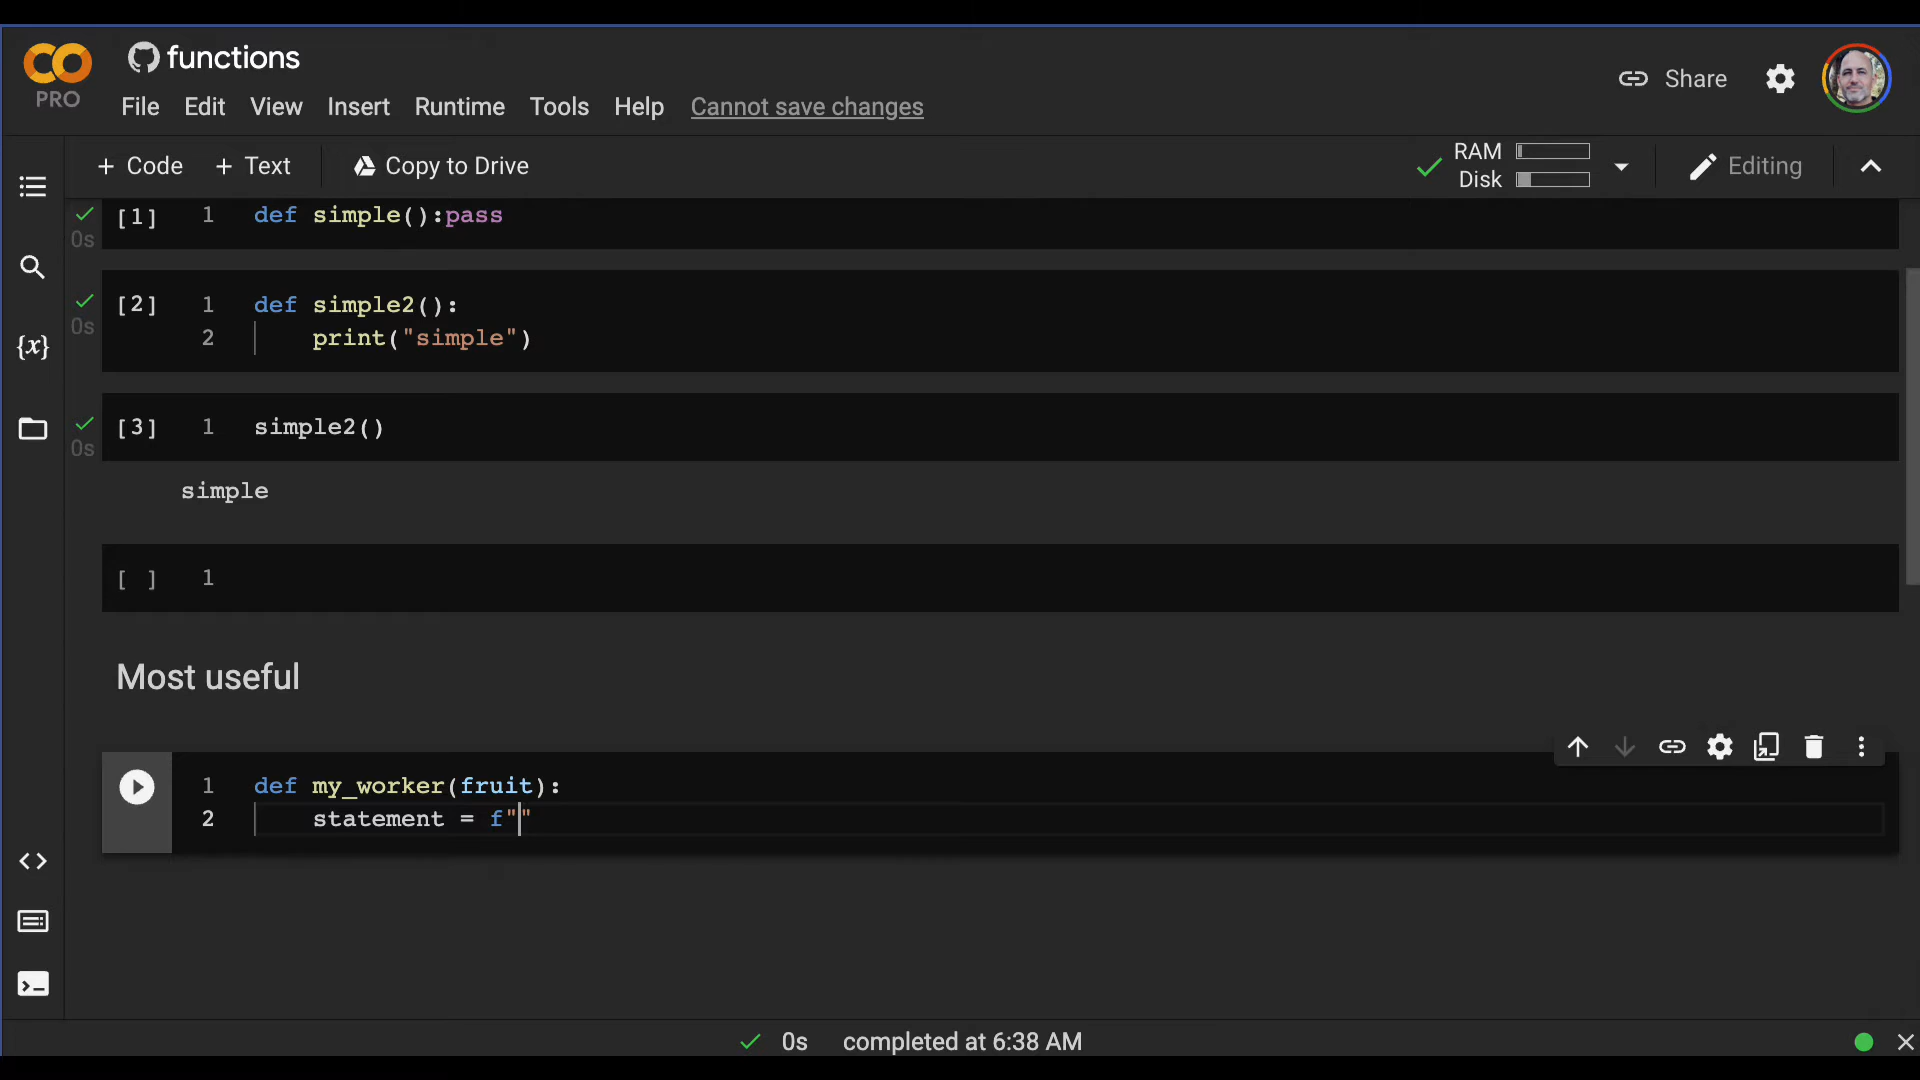 functions
PRO
File Edit View Insert Runtime Tools Help Cannot save changes
Share
+ Code + Text Copy to Drive
RAM
Disk
Editing
[1] 1 def simple():pass
0s
[2] 1 def simple2():
0s 2 print("simple")
[3] 1 simple2()
0s
simple
[ ] 1
Most useful
1 def my_worker(fruit):
2 statement = f""
{x}
0s completed at 6:38 AM